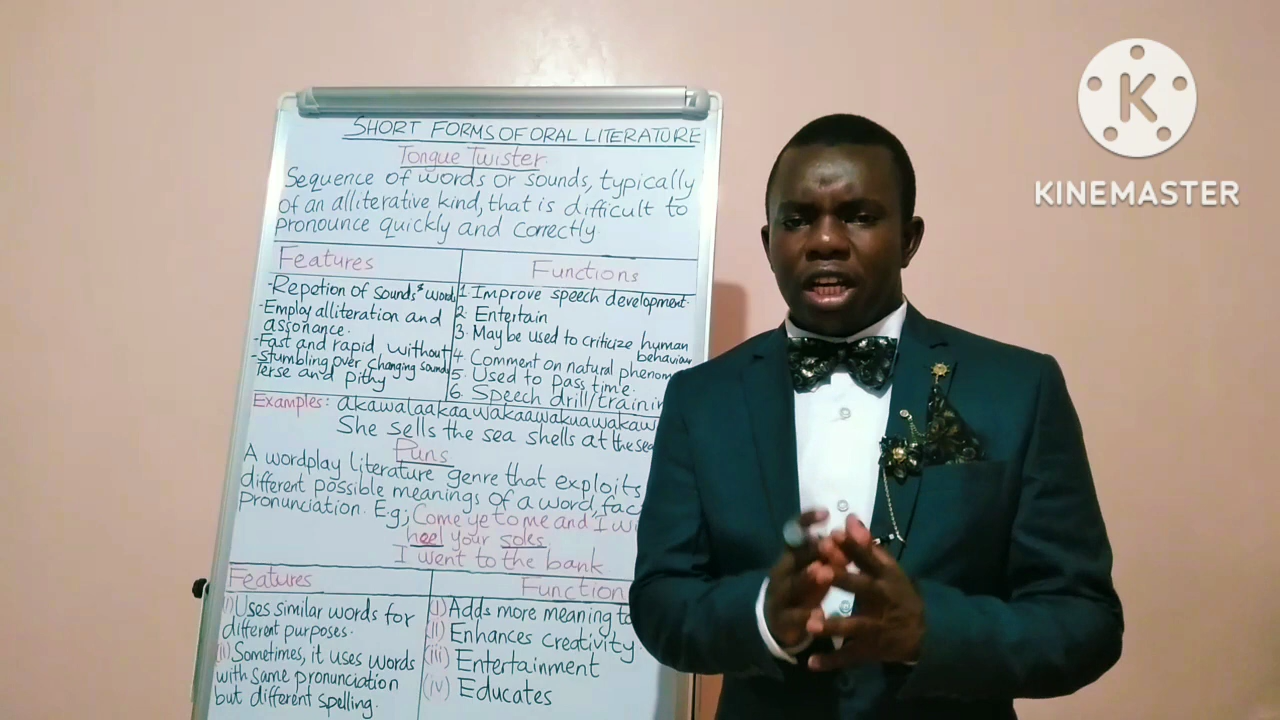 SHORT FORMS OF ORAL LITERATURE
Tongue Twister
Sequence of words or sounds, typically
of an alliterative kind, that is difficult to
pronounce quickly and correctly.
Features
-Repetion of sounds & words
-Employ alliteration and
assonance.
-Fast and rapid without
-Stumbling over changing sounds
Terse and pithy
Functions
1. Improve speech development.
2. Entertain
3. May be used to criticize human
behaviour
4. Comment on natural phenom
5. Used to pass time.
6. Speech drill/trainin
Examples: akawalaakaawakaawakuawakaw
She sells the sea shells at the sea
Puns
A wordplay literature genre that exploits
different possible meanings of a word, fac
pronunciation. Eg; Come ye to me and I wi
heel your soles.
I went to the bank
Features
(i) Uses similar words for
different purposes.
(ii) Sometimes, it uses words
with same pronunciation
but different spelling.
Function
(i) Adds more meaning to
(ii) Enhances creativity.
(iii) Entertainment
(iv) Educates
K
KINEMASTER